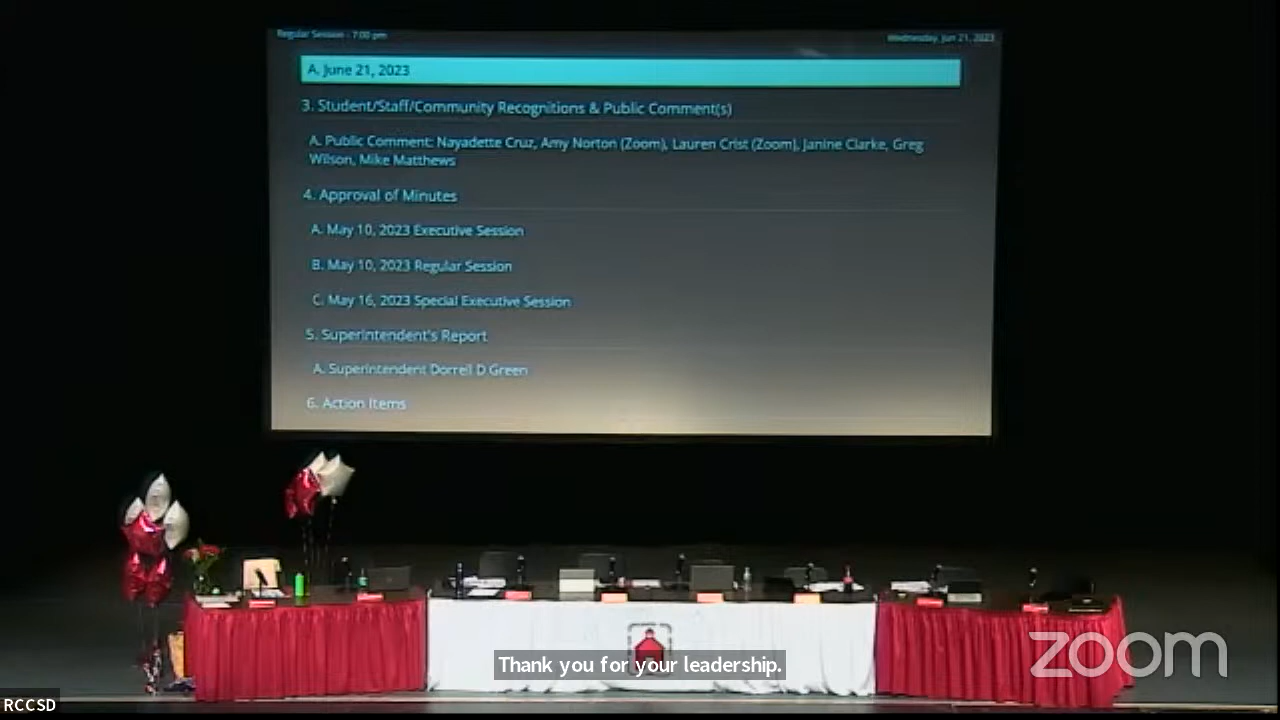 Regular Session - 7:00 pm
Wednesday, Jun 21, 2023
A. June 21, 2023
3. Student/Staff/Community Recognitions & Public Comment(s)
A. Public Comment: Nayadette Cruz, Amy Norton (Zoom), Lauren Crist (Zoom), Janine Clarke, Greg
Wilson, Mike Matthews
4. Approval of Minutes
A. May 10, 2023 Executive Session
B. May 10, 2023 Regular Session
C. May 16, 2023 Special Executive Session
5. Superintendent's Report
A. Superintendent Dorrell D Green
6. Action Items
Thank you for your leadership.
zoom
RCCSD